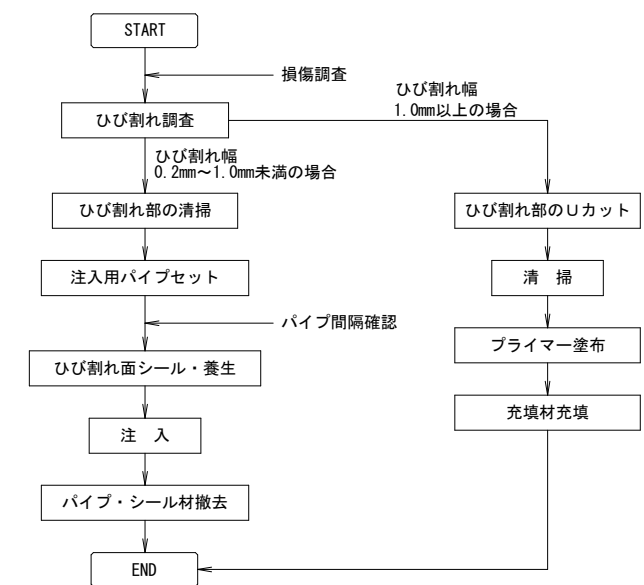 START
損傷調査
ひび割れ調査
ひび割れ幅
1.0mm以上の場合
ひび割れ幅
0.2mm～1.0mm未満の場合
ひび割れ部の清掃
注入用パイプセット
パイプ間隔確認
ひび割れ面シール・養生
注　入
パイプ・シール材撤去
ひび割れ部のＵカット
清　掃
プライマー塗布
充填材充填
END